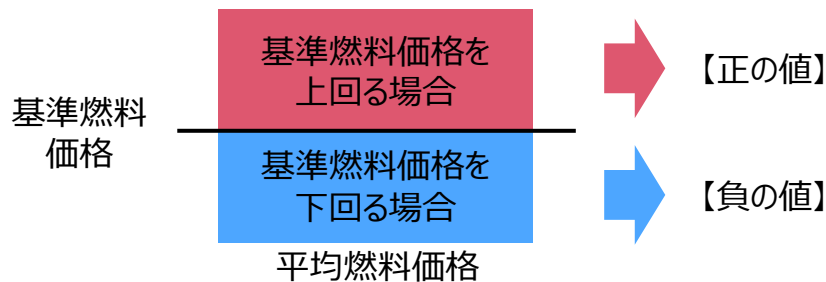 基準燃料価格を
上回る場合
【正の値】
基準燃料
価格
基準燃料価格を
下回る場合
【負の値】
平均燃料価格